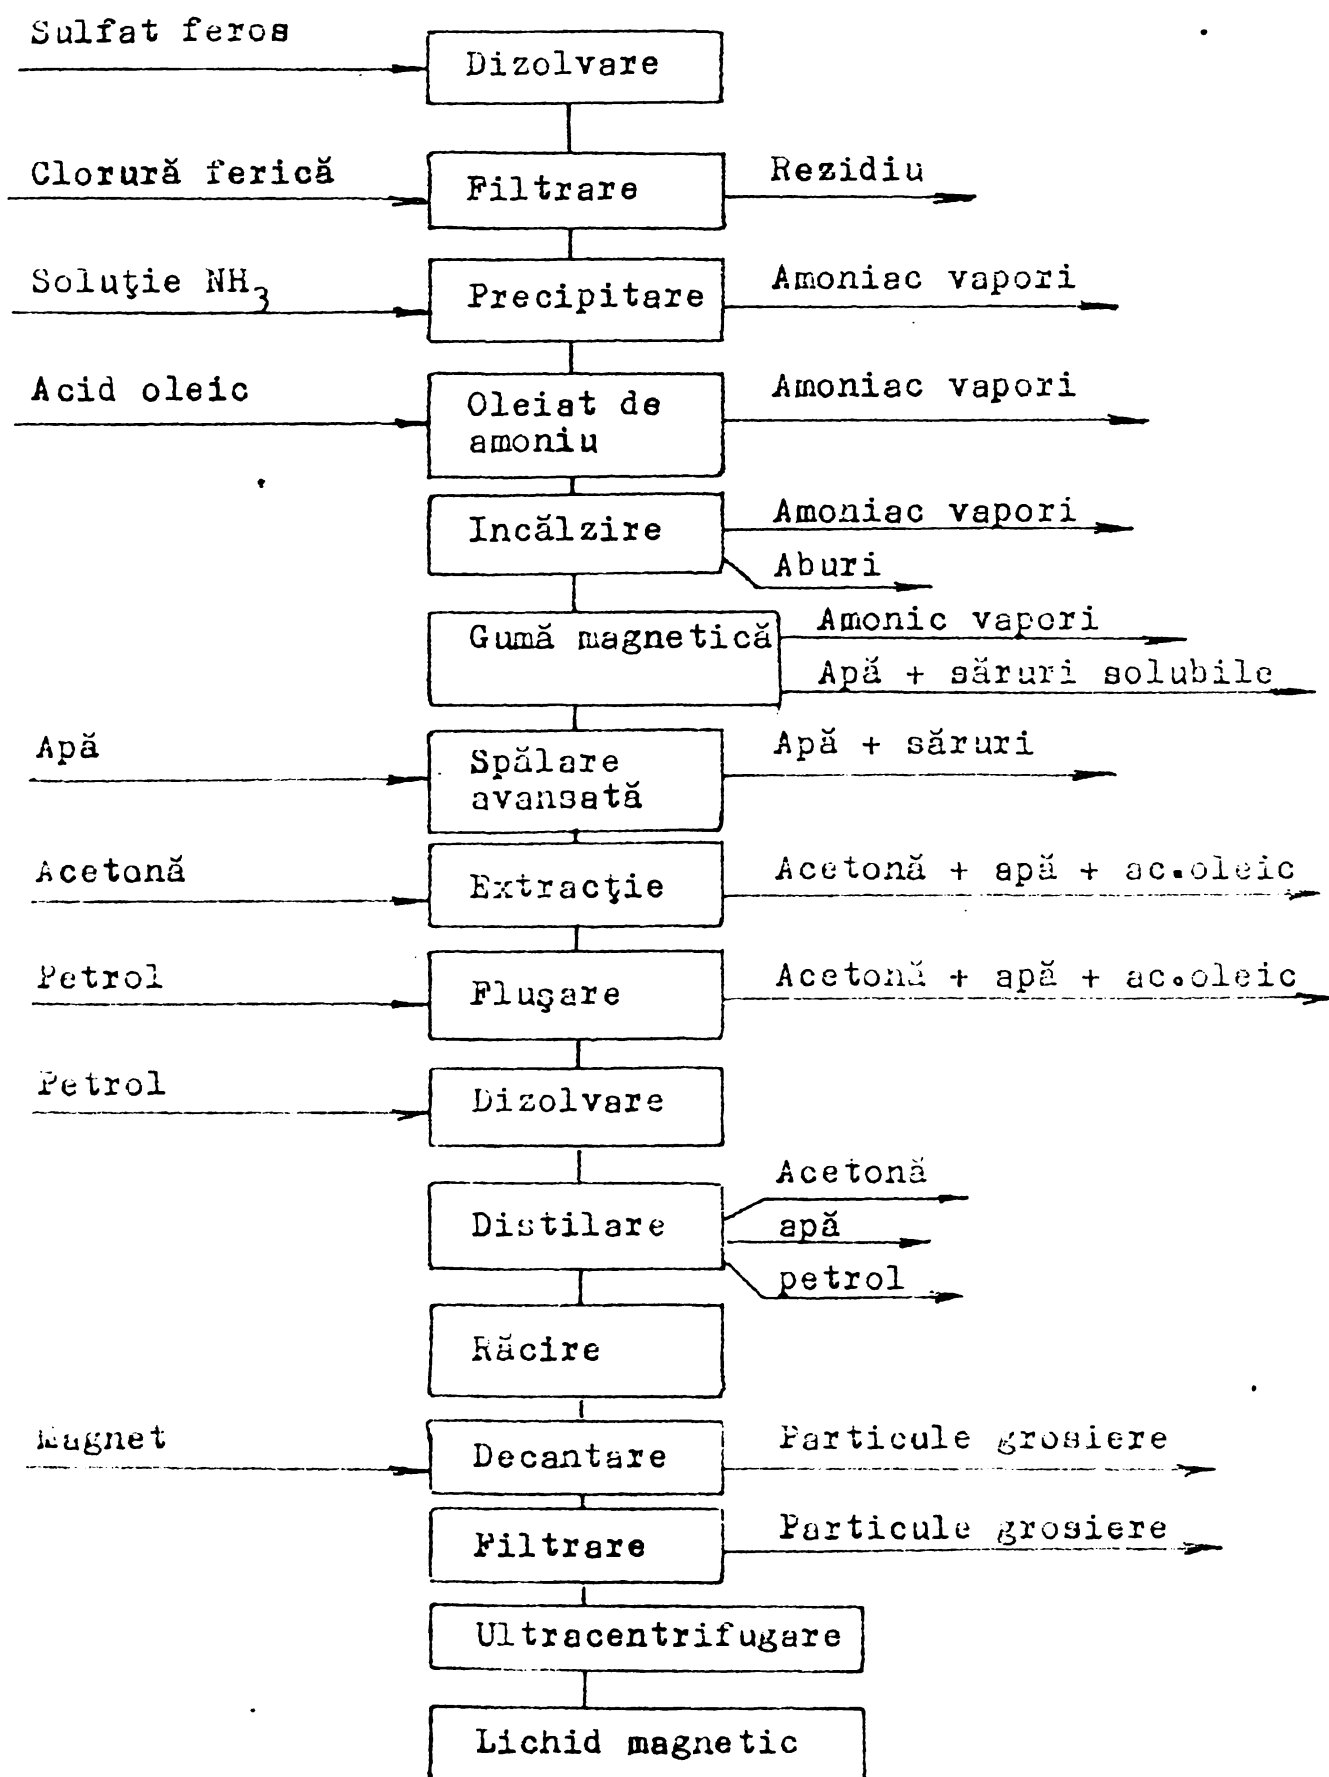 Sulfat feros
Dizolvare
Clorură ferică
Filtrare
Rezidiu
Soluţie NH3
Precipitare
Amoniac vapori
Acid oleic
Oleiat de
amoniu
Amoniac vapori
Incălzire
Amoniac vapori
Aburi
Gumă magnetică
Amonic vapori
Apă + săruri solubile
Apă
Spălare
avansată
Apă + săruri
Acetonă
Extracţie
Acetonă + apă + ac.oleic
Petrol
Fluşare
Acetonă + apă + ac.oleic
Petrol
Dizolvare
Distilare
Acetonă
apă
petrol
Răcire
Magnet
Decantare
Particule grosiere
Filtrare
Particule grosiere
Ultracentrifugare
Lichid magnetic